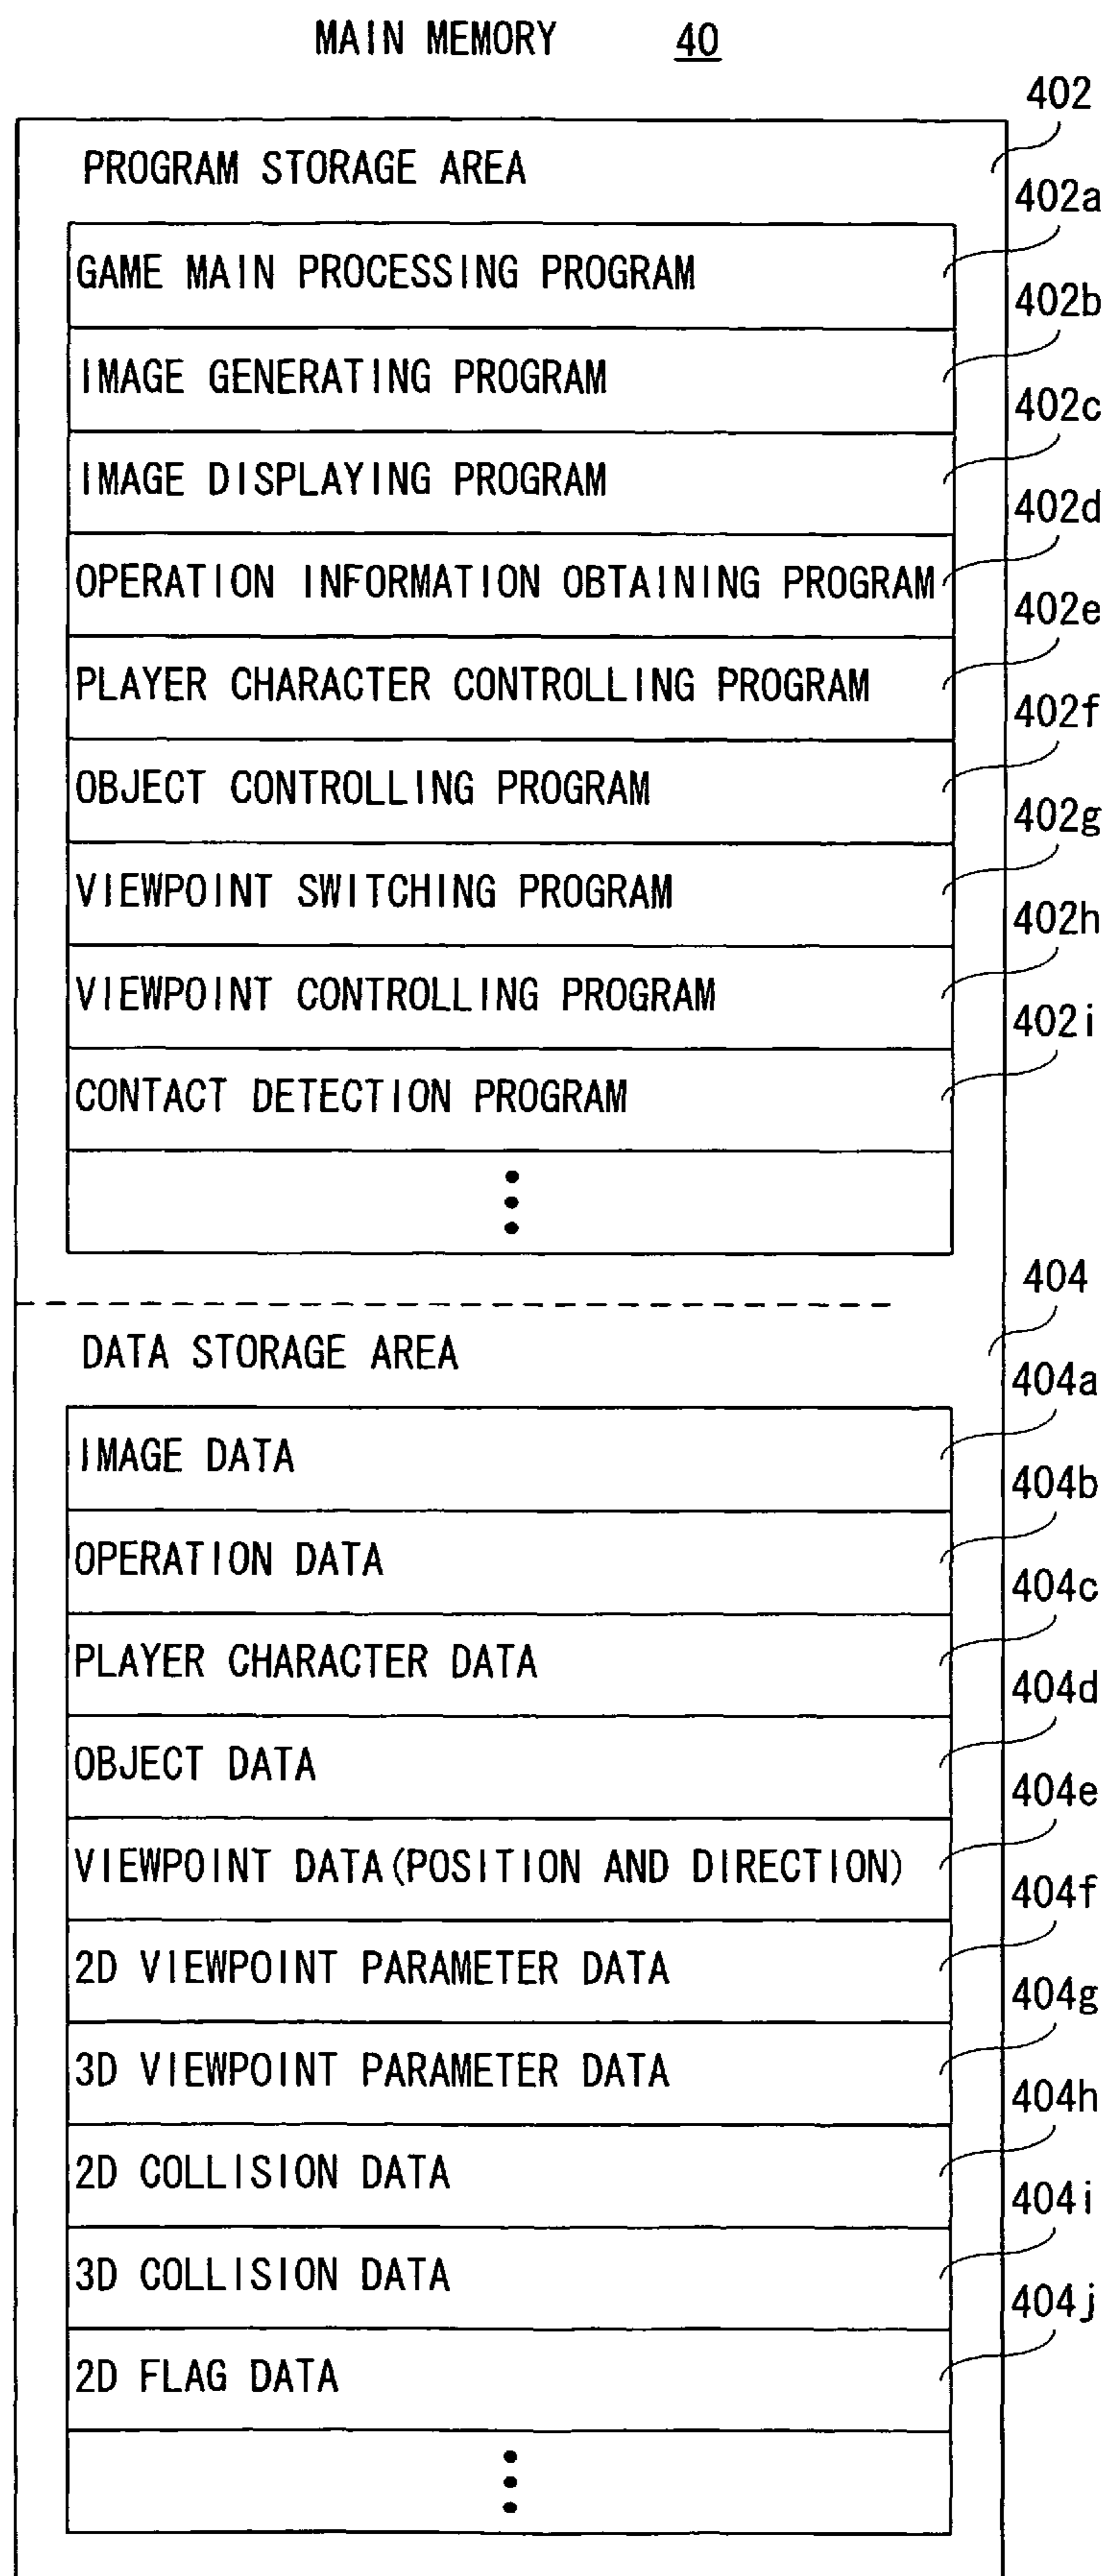 MAIN MEMORY 40
402
PROGRAM STORAGE AREA
402a
GAME MAIN PROCESSING PROGRAM
402b
IMAGE GENERATING PROGRAM
402c
IMAGE DISPLAYING PROGRAM
402d
OPERATION INFORMATION OBTAINING PROGRAM
402e
PLAYER CHARACTER CONTROLLING PROGRAM
402f
OBJECT CONTROLLING PROGRAM
402g
VIEWPOINT SWITCHING PROGRAM
402h
VIEWPOINT CONTROLLING PROGRAM
402i
CONTACT DETECTION PROGRAM
404
DATA STORAGE AREA
404a
IMAGE DATA
404b
OPERATION DATA
404c
PLAYER CHARACTER DATA
404d
OBJECT DATA
404e
VIEWPOINT DATA(POSITION AND DIRECTION)
404f
2D VIEWPOINT PARAMETER DATA
404g
3D VIEWPOINT PARAMETER DATA
404h
2D COLLISION DATA
404i
3D COLLISION DATA
404j
2D FLAG DATA